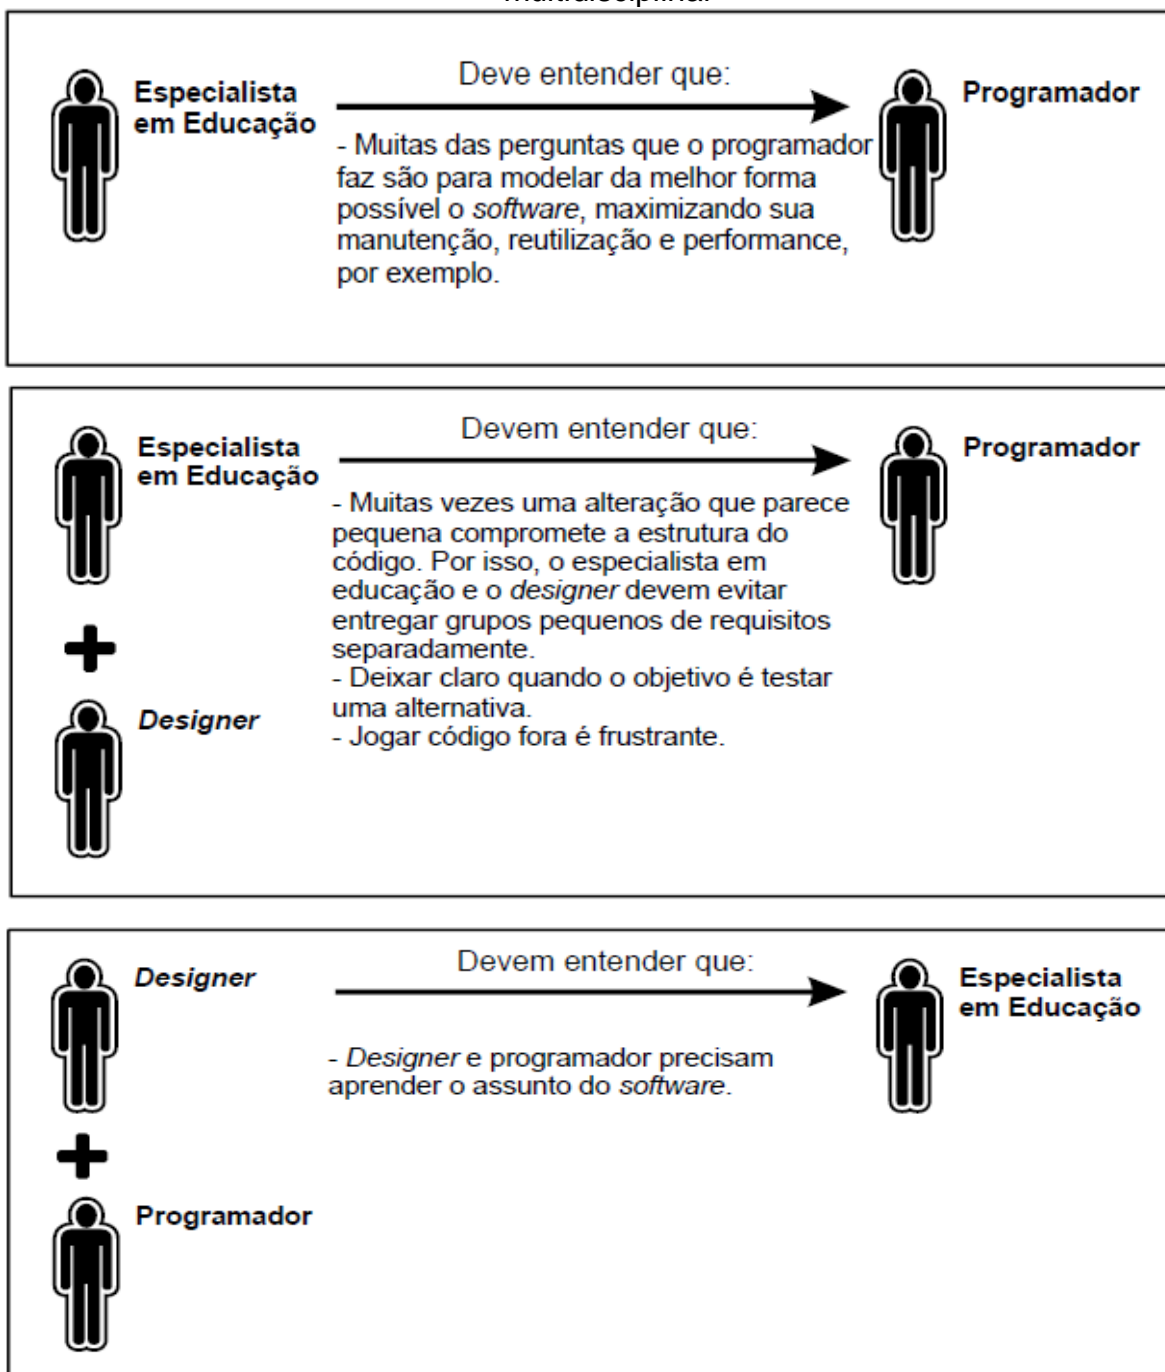 Especialista
em Educação
Deve entender que:
Programador
- Muitas das perguntas que o programador
faz são para modelar da melhor forma
possível o software, maximizando sua
manutenção, reutilização e performance,
por exemplo.
Especialista
em Educação
Devem entender que:
Programador
- Muitas vezes uma alteração que parece
pequena compromete a estrutura do
código. Por isso, o especialista em
educação e o designer devem evitar
entregar grupos pequenos de requisitos
separadamente.
- Deixar claro quando o objetivo é testar
uma alternativa.
- Jogar código fora é frustrante.
Designer
Designer
Devem entender que:
Especialista
em Educação
- Designer e programador precisam
aprender o assunto do software.
Programador